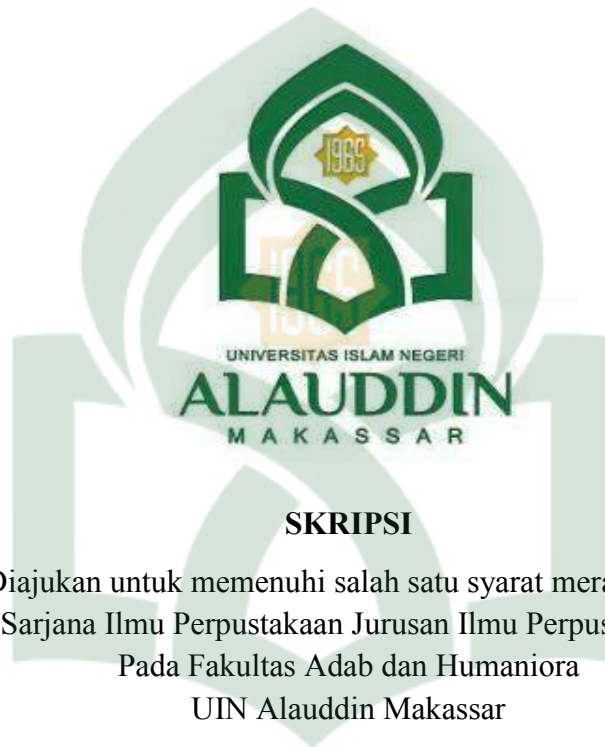 1965
1965
UNIVERSITAS ISLAM NEGERI
ALAUDDIN
MAKASSAR
SKRIPSI
Diajukan untuk memenuhi salah satu syarat mera
Sarjana Ilmu Perpustakaan Jurusan Ilmu Perpus
Pada Fakultas Adab dan Humaniora
UIN Alauddin Makassar